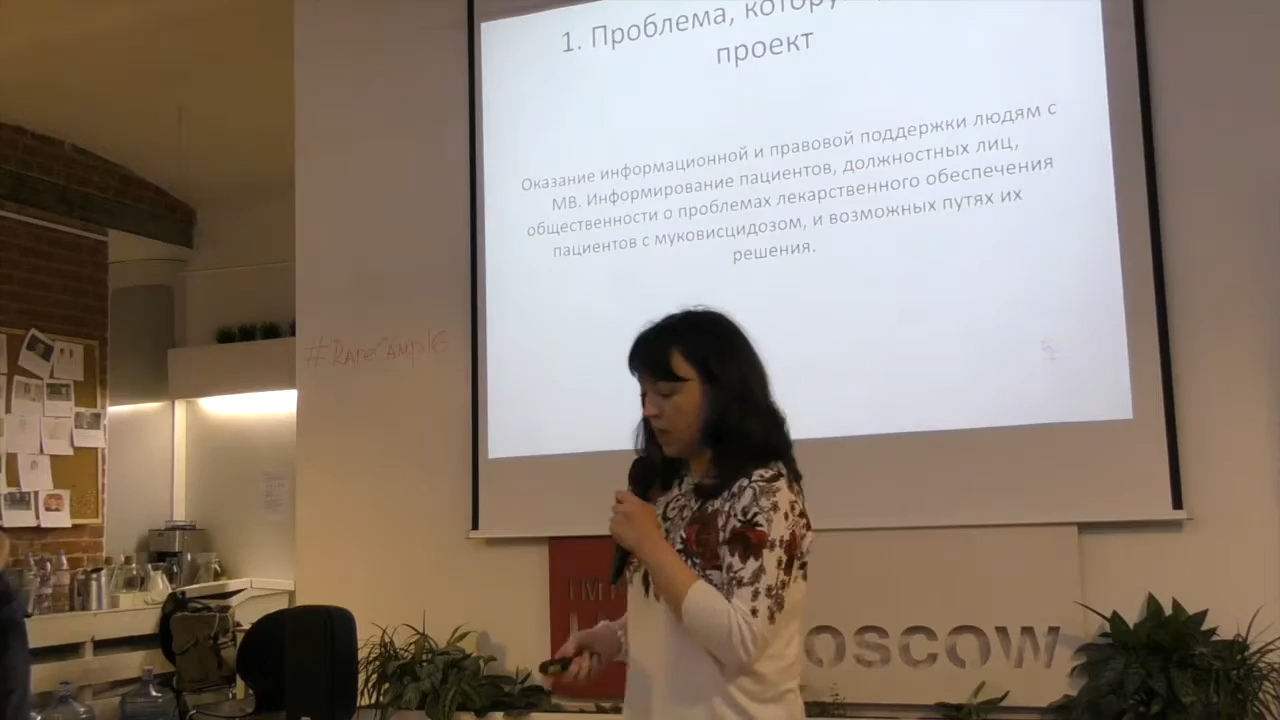 1. Проблема,
проект
Оказание информационной и правовой поддержки людям с
МВ. Информирование пациентов, должностных лиц,
общественности о проблемах лекарственного обеспечения
пациентов с муковисцидозом, и возможных путях их
решения.
#RareCamp16
MOSCOW